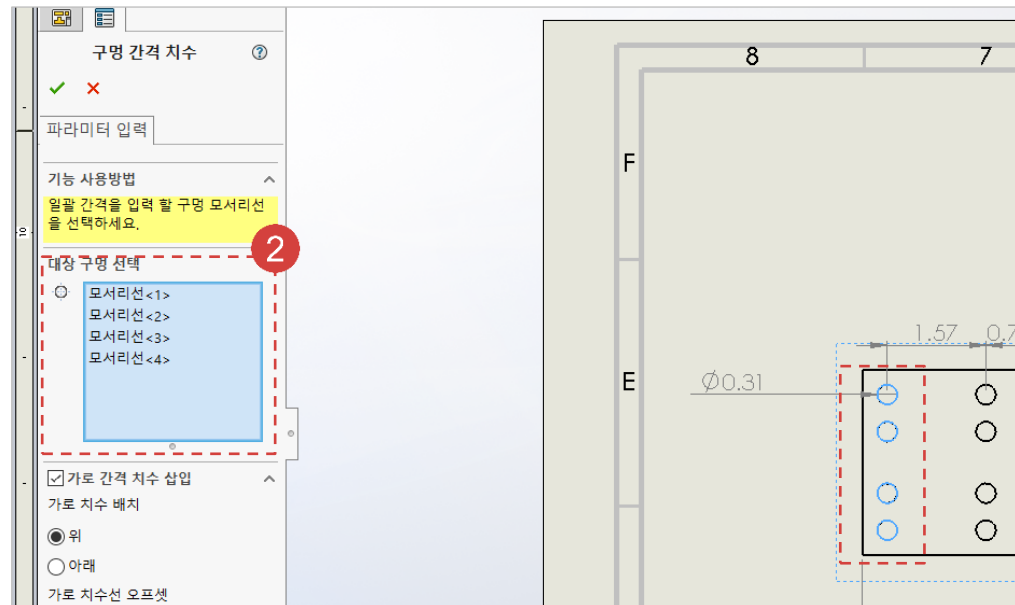 구멍 간격 치수
파라미터 입력
기능 사용방법
일괄 간격을 입력 할 구멍 모서리선
을 선택하세요.
2
대상 구멍 선택
모서리선<1>
모서리선<2>
모서리선<3>
모서리선<4>
가로 간격 치수 삽입
가로 치수 배치
위
아래
가로 치수선 오프셋
8
7
F
E
1.57
0.7
Ø0.31